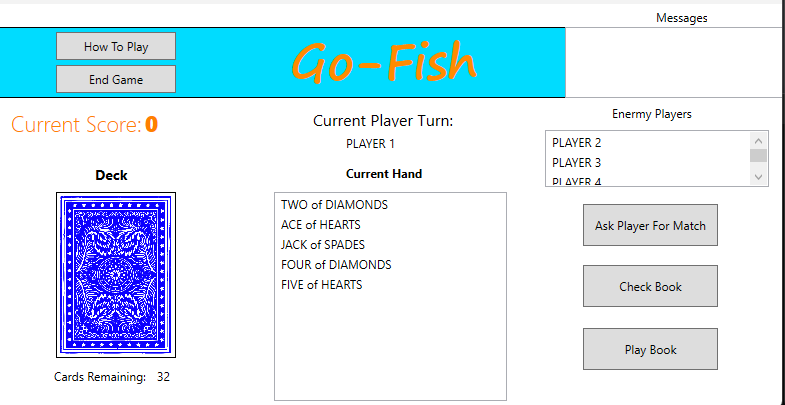 Messages
How To Play
End Game
Go-Fish
Current Score: 0
Current Player Turn:
PLAYER 1
Enermy Players
PLAYER 2
PLAYER 3
PLAYER 4
Deck
Current Hand
TWO of DIAMONDS
ACE of HEARTS
JACK of SPADES
FOUR of DIAMONDS
FIVE of HEARTS
Ask Player For Match
Check Book
Play Book
Cards Remaining: 32